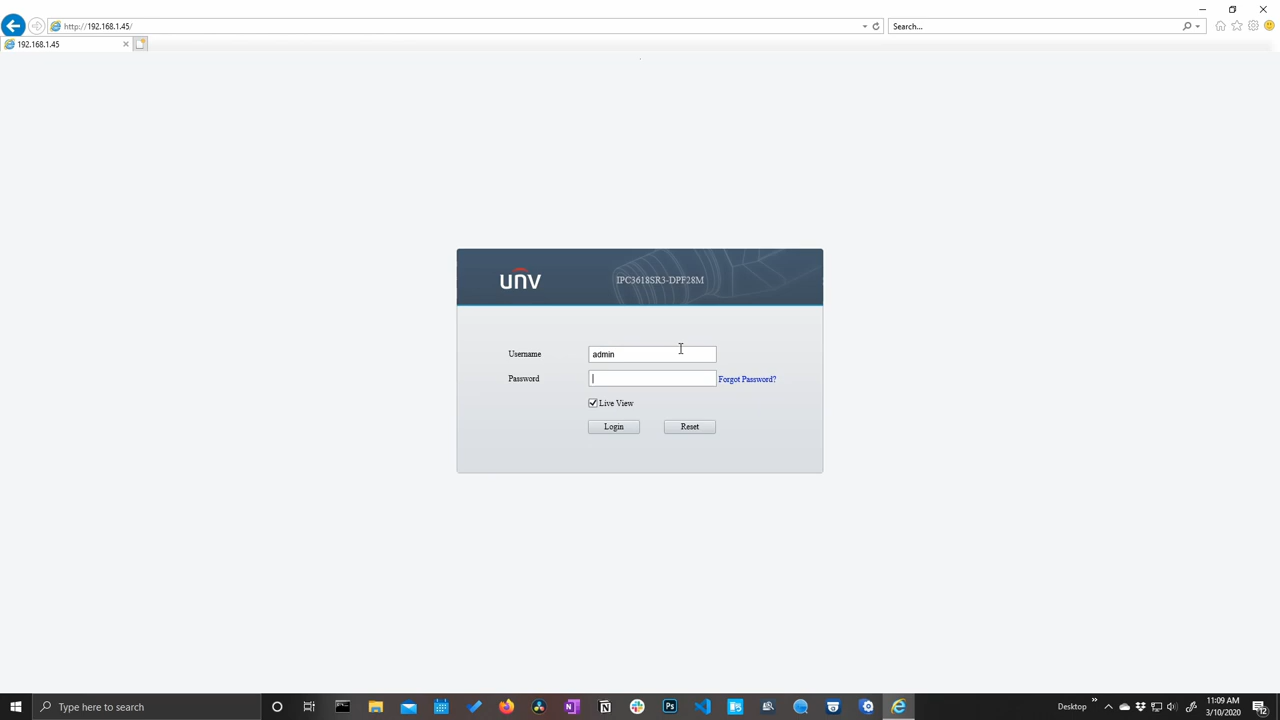 http://192.168.1.45/
Search...
192.168.1.45
unv
IPC3618SR3-DPF28M
Username
admin
Password
Forgot Password?
Live View
Login
Reset
Type here to search
Desktop
11:09 AM
3/10/2020
12